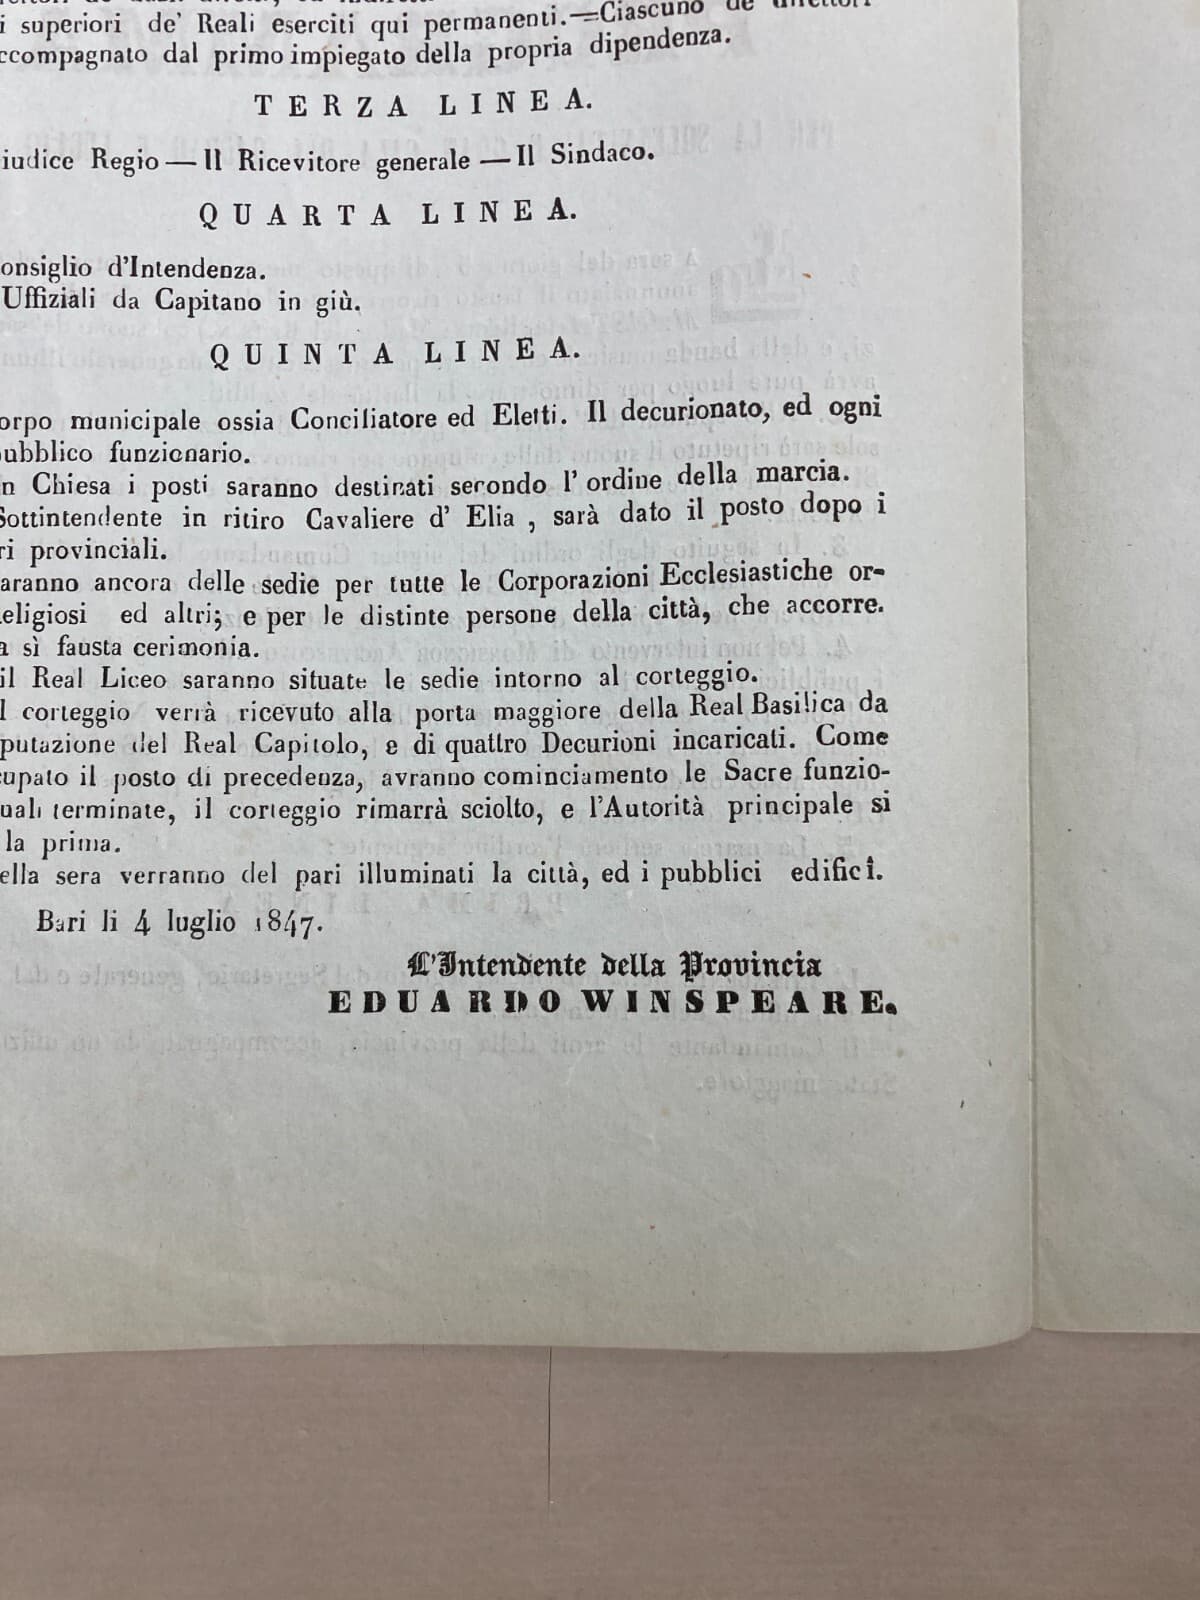 i superiori de' Reali eserciti qui permanenti.—Ciascuno de' direttori
ccompagnato dal primo impiegato della propria dipendenza.
TERZA LINEA.
iudice Regio — Il Ricevitore generale — Il Sindaco.
QUARTA LINEA.
onsiglio d'Intendenza.
Uffiziali da Capitano in giù.
QUINTA LINEA.
orpo municipale ossia Conciliatore ed Eletti. Il decurionato, ed ogni
ubblico funzionario.
n Chiesa i posti saranno destinati secondo l'ordine della marcia.
Sottintendente in ritiro Cavaliere d' Elia , sarà dato il posto dopo i
ri provinciali.
aranno ancora delle sedie per tutte le Corporazioni Ecclesiastiche or-
eligiosi ed altri; e per le distinte persone della città, che accorre.
a sì fausta cerimonia.
il Real Liceo saranno situate le sedie intorno al corteggio.
l corteggio verrà ricevuto alla porta maggiore della Real Basilica da
putazione del Real Capitolo, e di quattro Decurioni incaricati. Come
cupato il posto di precedenza, avranno cominciamento le Sacre funzio-
uali terminate, il corteggio rimarrà sciolto, e l'Autorità principale si
la prima.
ella sera verranno del pari illuminati la città, ed i pubblici edificî.
Bari li 4 luglio 1847.
L'Intendente della Provincia
EDUARDO WINSPEARE.